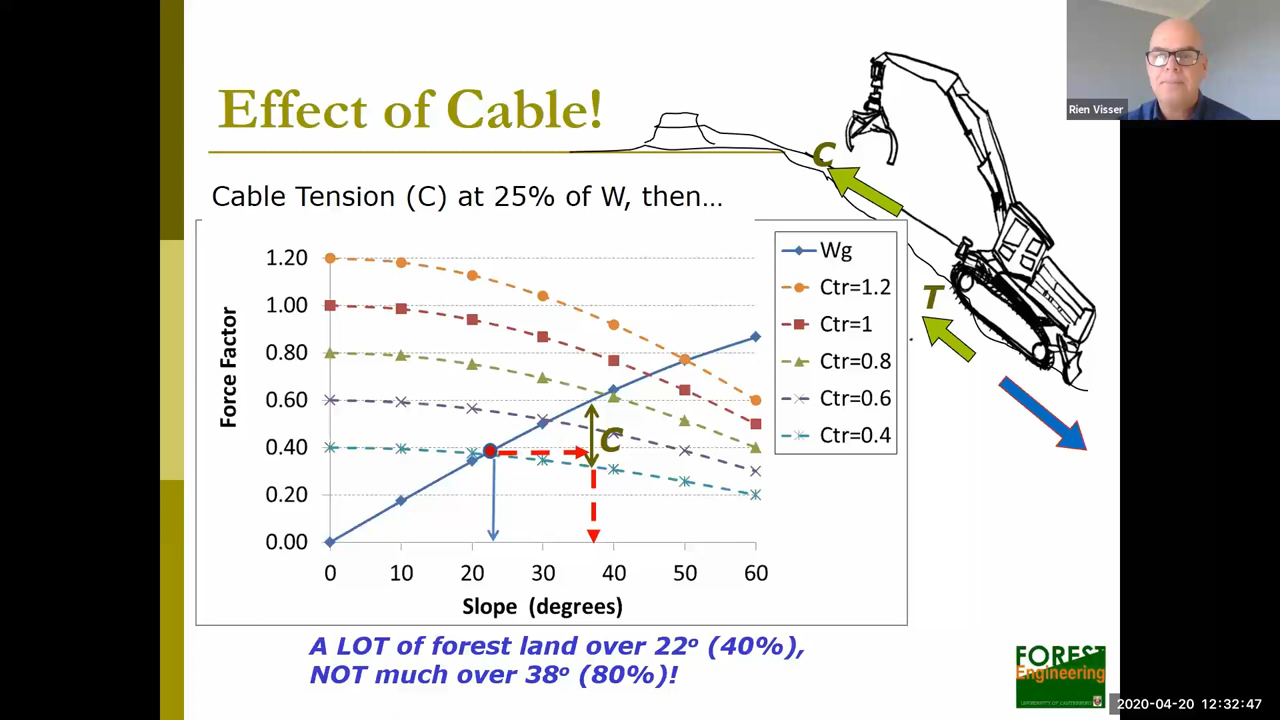 Effect of Cable!
Rien Visser
Cable Tension (C) at 25% of W, then…
C
T
1.20
1.00
0.80
0.60
0.40
0.20
0.00
Force Factor
0 10 20 30 40 50 60
Slope (degrees)
C
Wg
Ctr=1.2
Ctr=1
Ctr=0.8
Ctr=0.6
Ctr=0.4
A LOT of forest land over 22º (40%),
NOT much over 38º (80%)!
FOREST
Engineering
UNIVERSITY OF CANTERBURY
2020-04-20 12:32:47